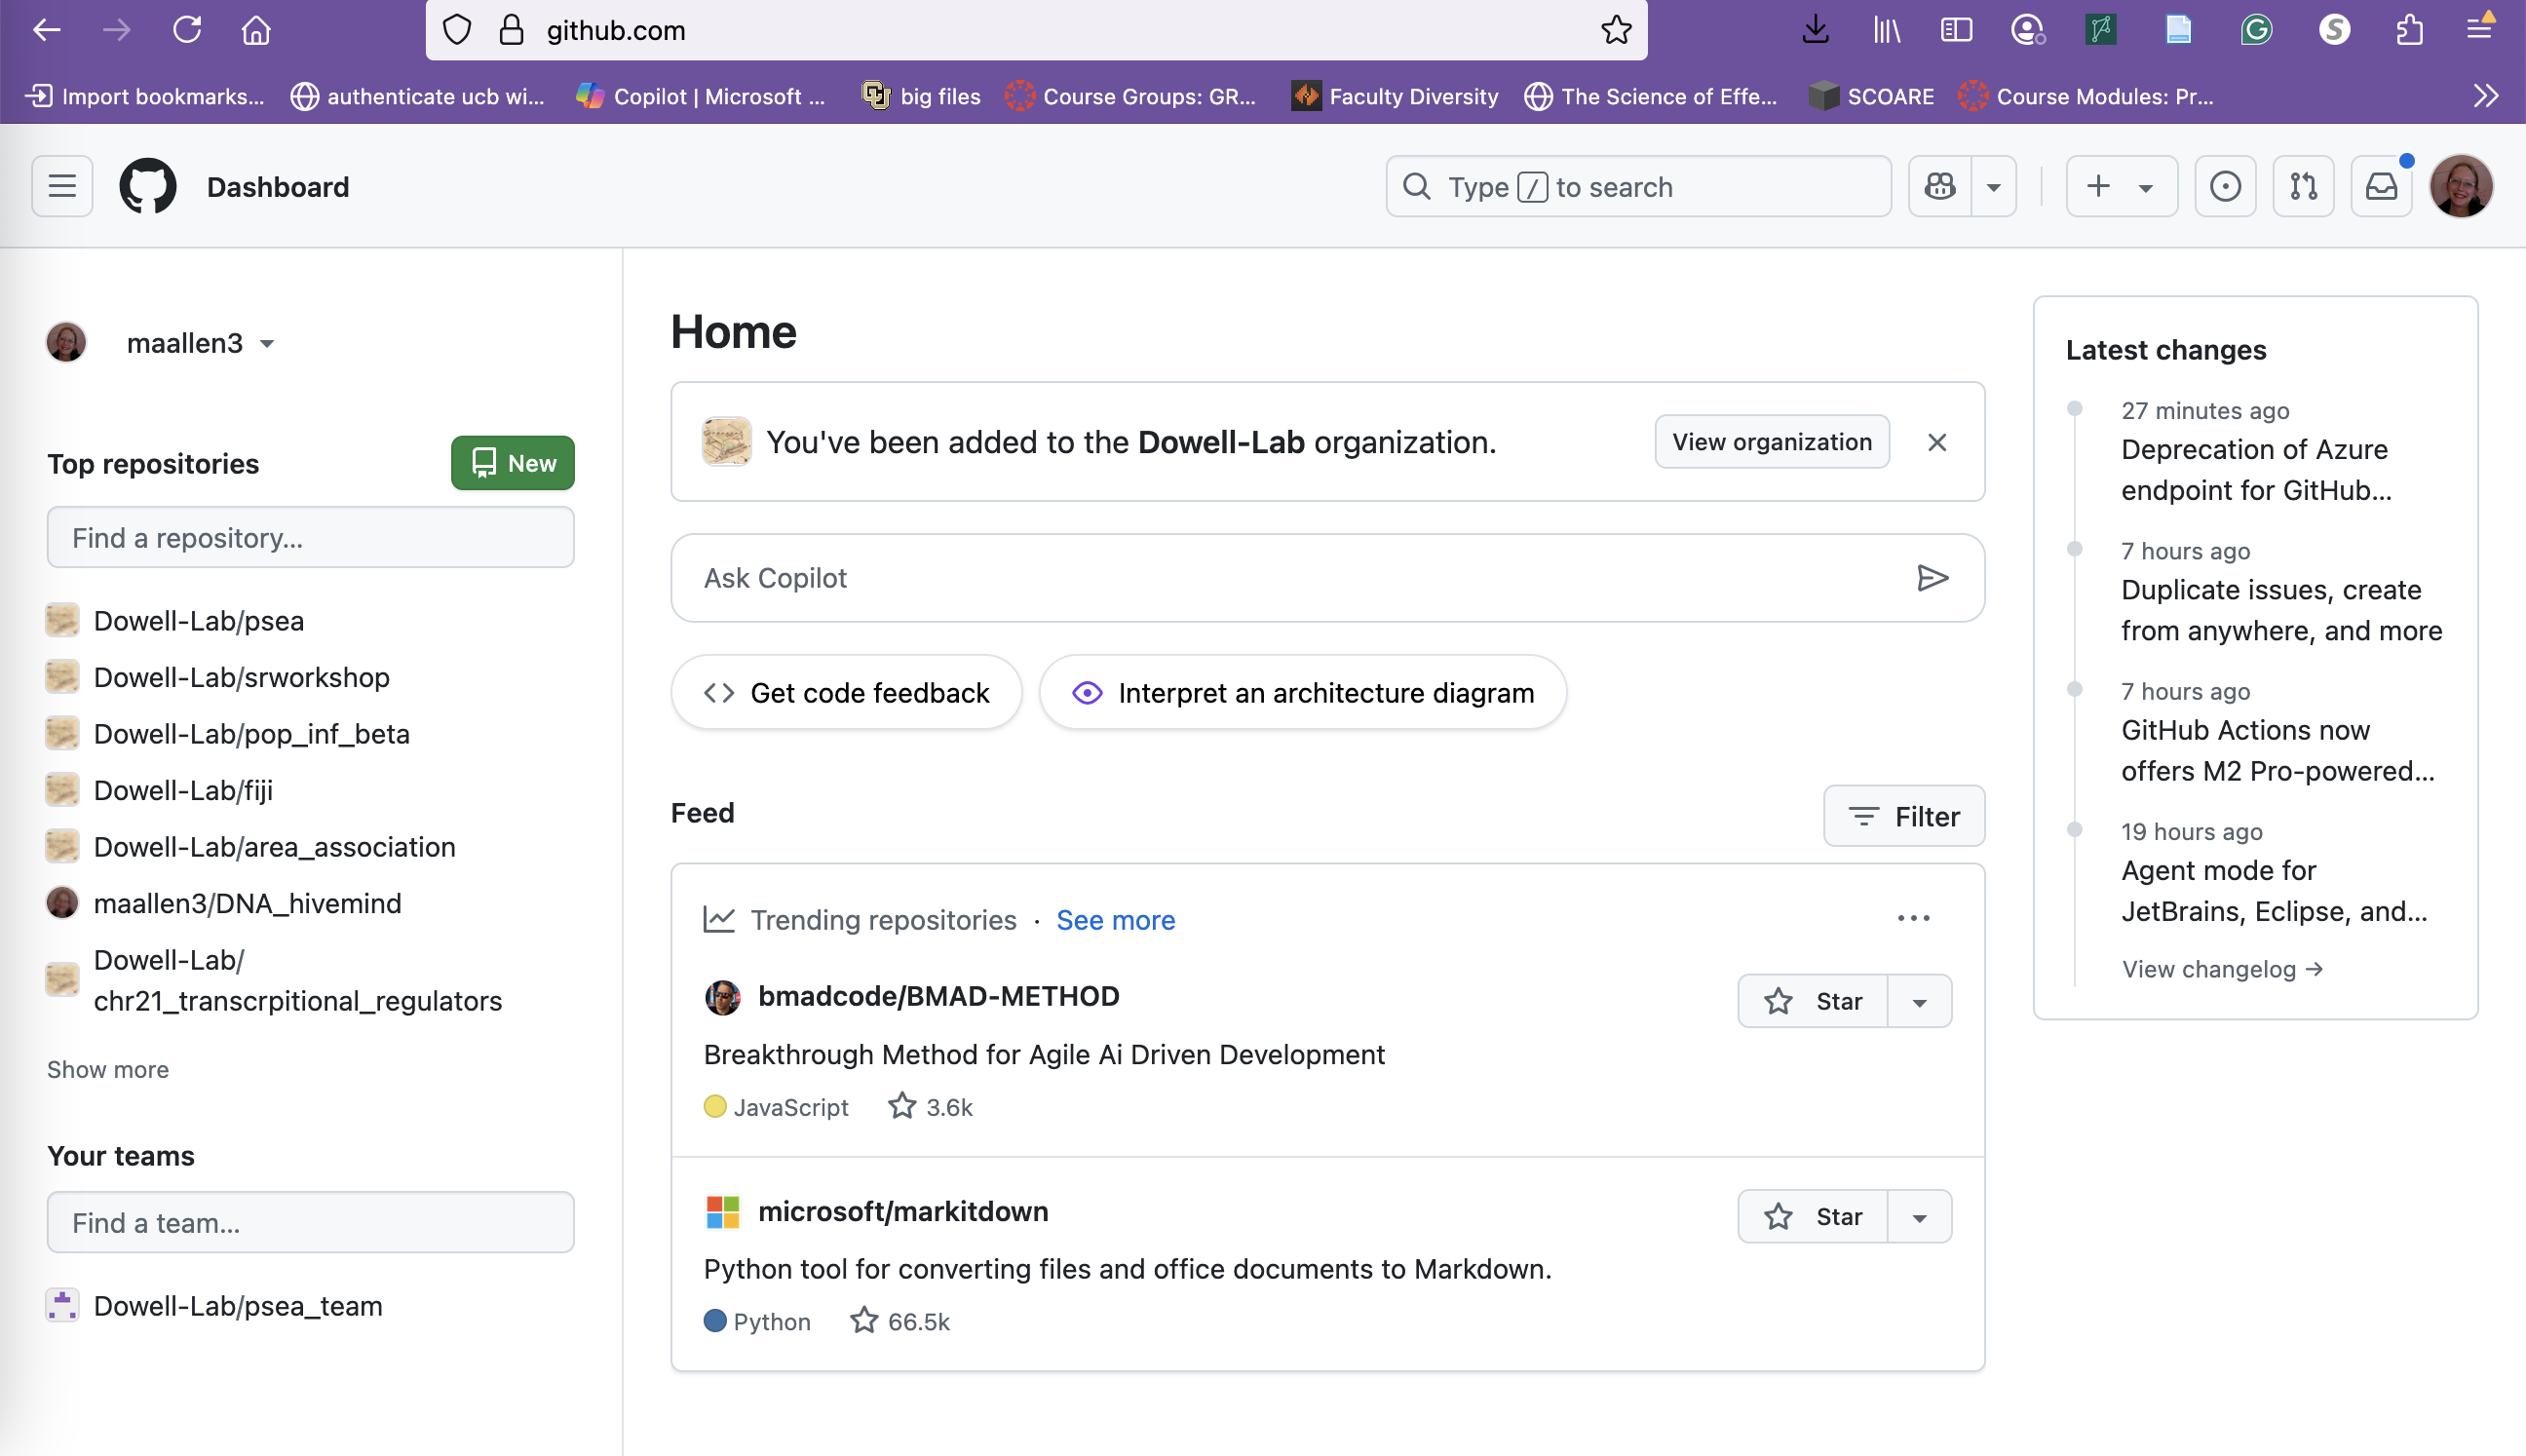 github.com
Import bookmarks...
authenticate ucb wi...
Copilot | Microsoft ...
big files
Course Groups: GR...
Faculty Diversity
The Science of Effe...
SCOARE
Course Modules: Pr...
Dashboard
Type / to search
maallen3
Top repositories
New
Find a repository...
Dowell-Lab/psea
Dowell-Lab/srworkshop
Dowell-Lab/pop_inf_beta
Dowell-Lab/fiji
Dowell-Lab/area_association
maallen3/DNA_hivemind
Dowell-Lab/
chr21_transcrpitional_regulators
Show more
Your teams
Find a team...
Dowell-Lab/psea_team
Home
You've been added to the Dowell-Lab organization.
View organization
Ask Copilot
Get code feedback
Interpret an architecture diagram
Feed
Filter
Trending repositories · See more
bmadcode/BMAD-METHOD
Star
Breakthrough Method for Agile Ai Driven Development
JavaScript
3.6k
microsoft/markitdown
Star
Python tool for converting files and office documents to Markdown.
Python
66.5k
Latest changes
27 minutes ago
Deprecation of Azure
endpoint for GitHub...
7 hours ago
Duplicate issues, create
from anywhere, and more
7 hours ago
GitHub Actions now
offers M2 Pro-powered...
19 hours ago
Agent mode for
JetBrains, Eclipse, and...
View changelog →